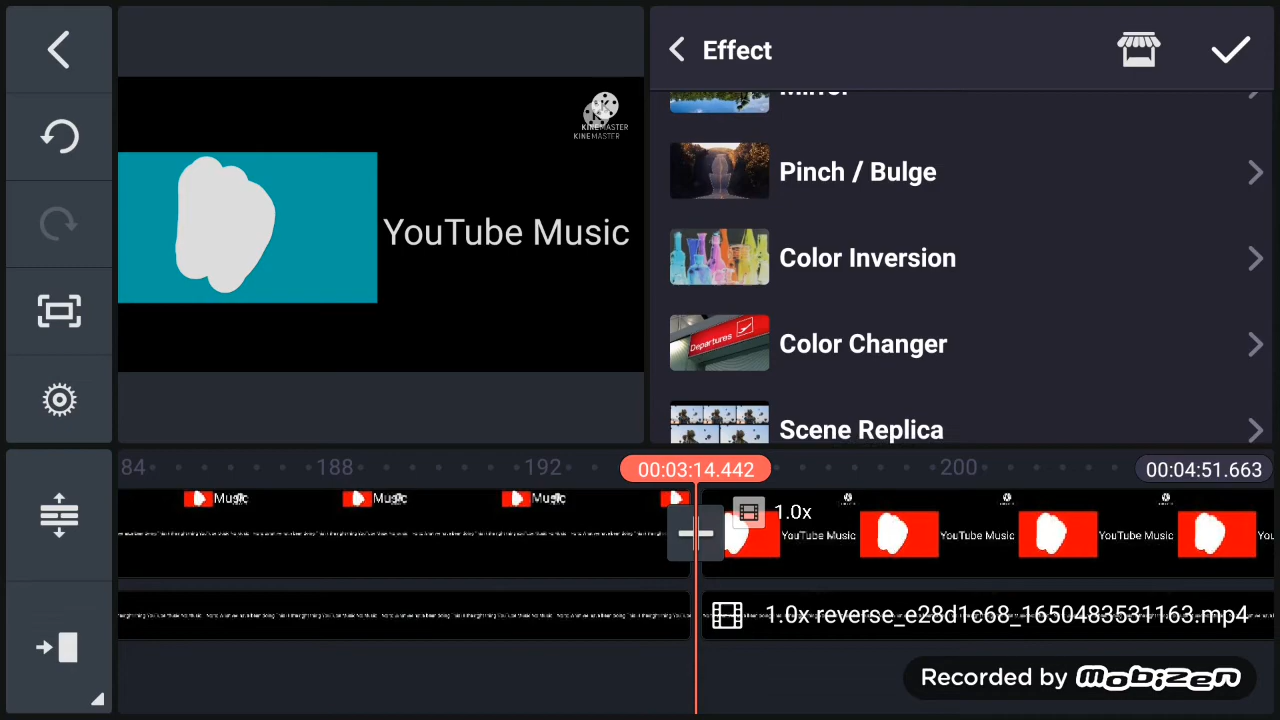 Effect
Mirror
Pinch / Bulge
Color Inversion
Departures
Color Changer
Scene Replica
KINEMASTER
KINEMASTER
YouTube Music
84
188
192
00:03:14.442
200
00:04:51.663
Music
Music
Music
1.0x
YouTube Music
YouTube Music
YouTube Music
1.0x reverse_e28d1c68_1650483531163.mp4
Recorded by mobizen